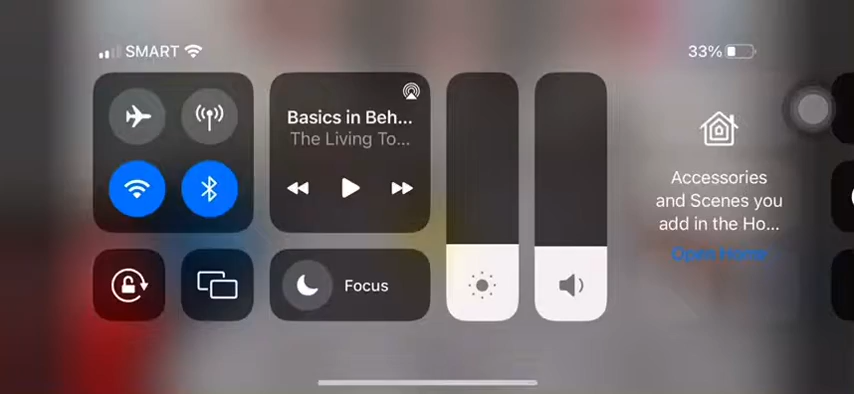 SMART
33%
Basics in Beh...
The Living To...
Focus
Accessories
and Scenes you
add in the Ho...
Open Home